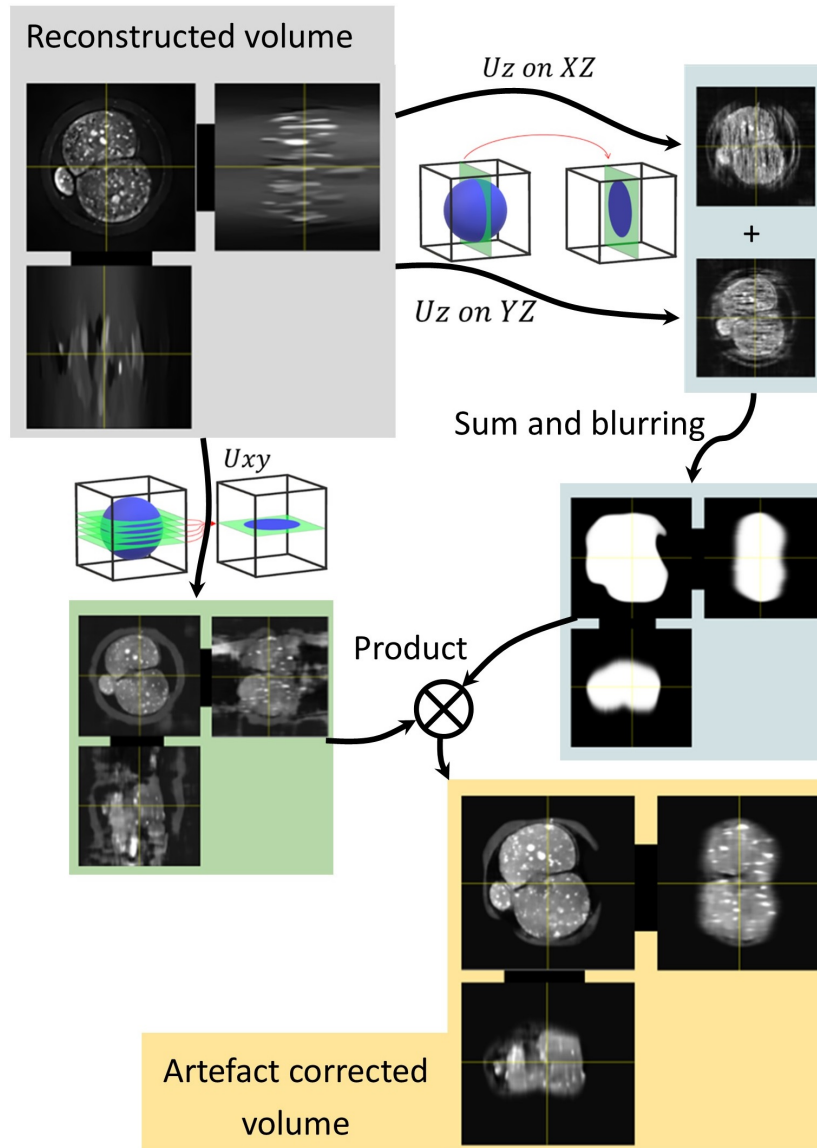 Reconstructed volume
Uz on XZ
+
Uz on YZ
Sum and blurring
Uxy
Product
Artefact corrected
volume